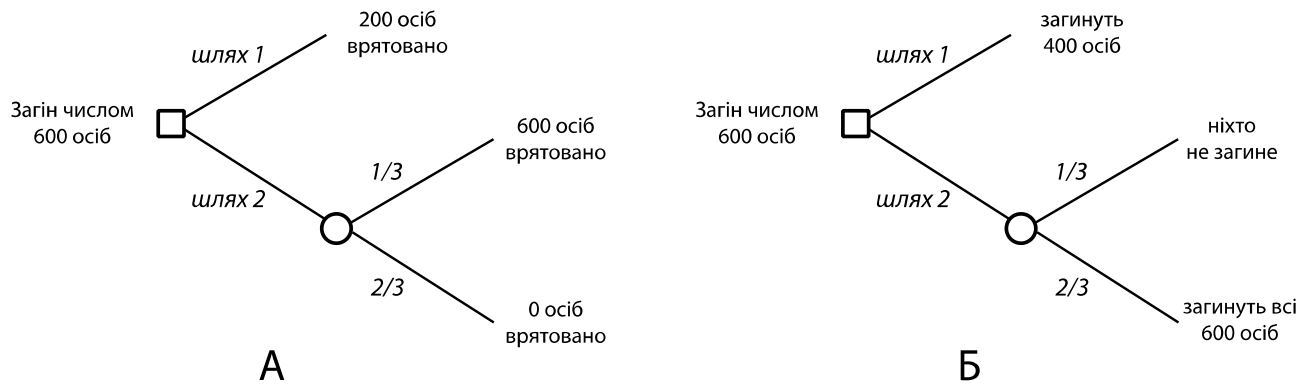 200 осіб
врятовано
шлях 1
Загін числом
600 осіб
600 осіб
врятовано
1/3
шлях 2
2/3
0 осіб
врятовано
А
загинуть
400 осіб
шлях 1
Загін числом
600 осіб
ніхто
не загине
1/3
шлях 2
2/3
загинуть всі
600 осіб
Б